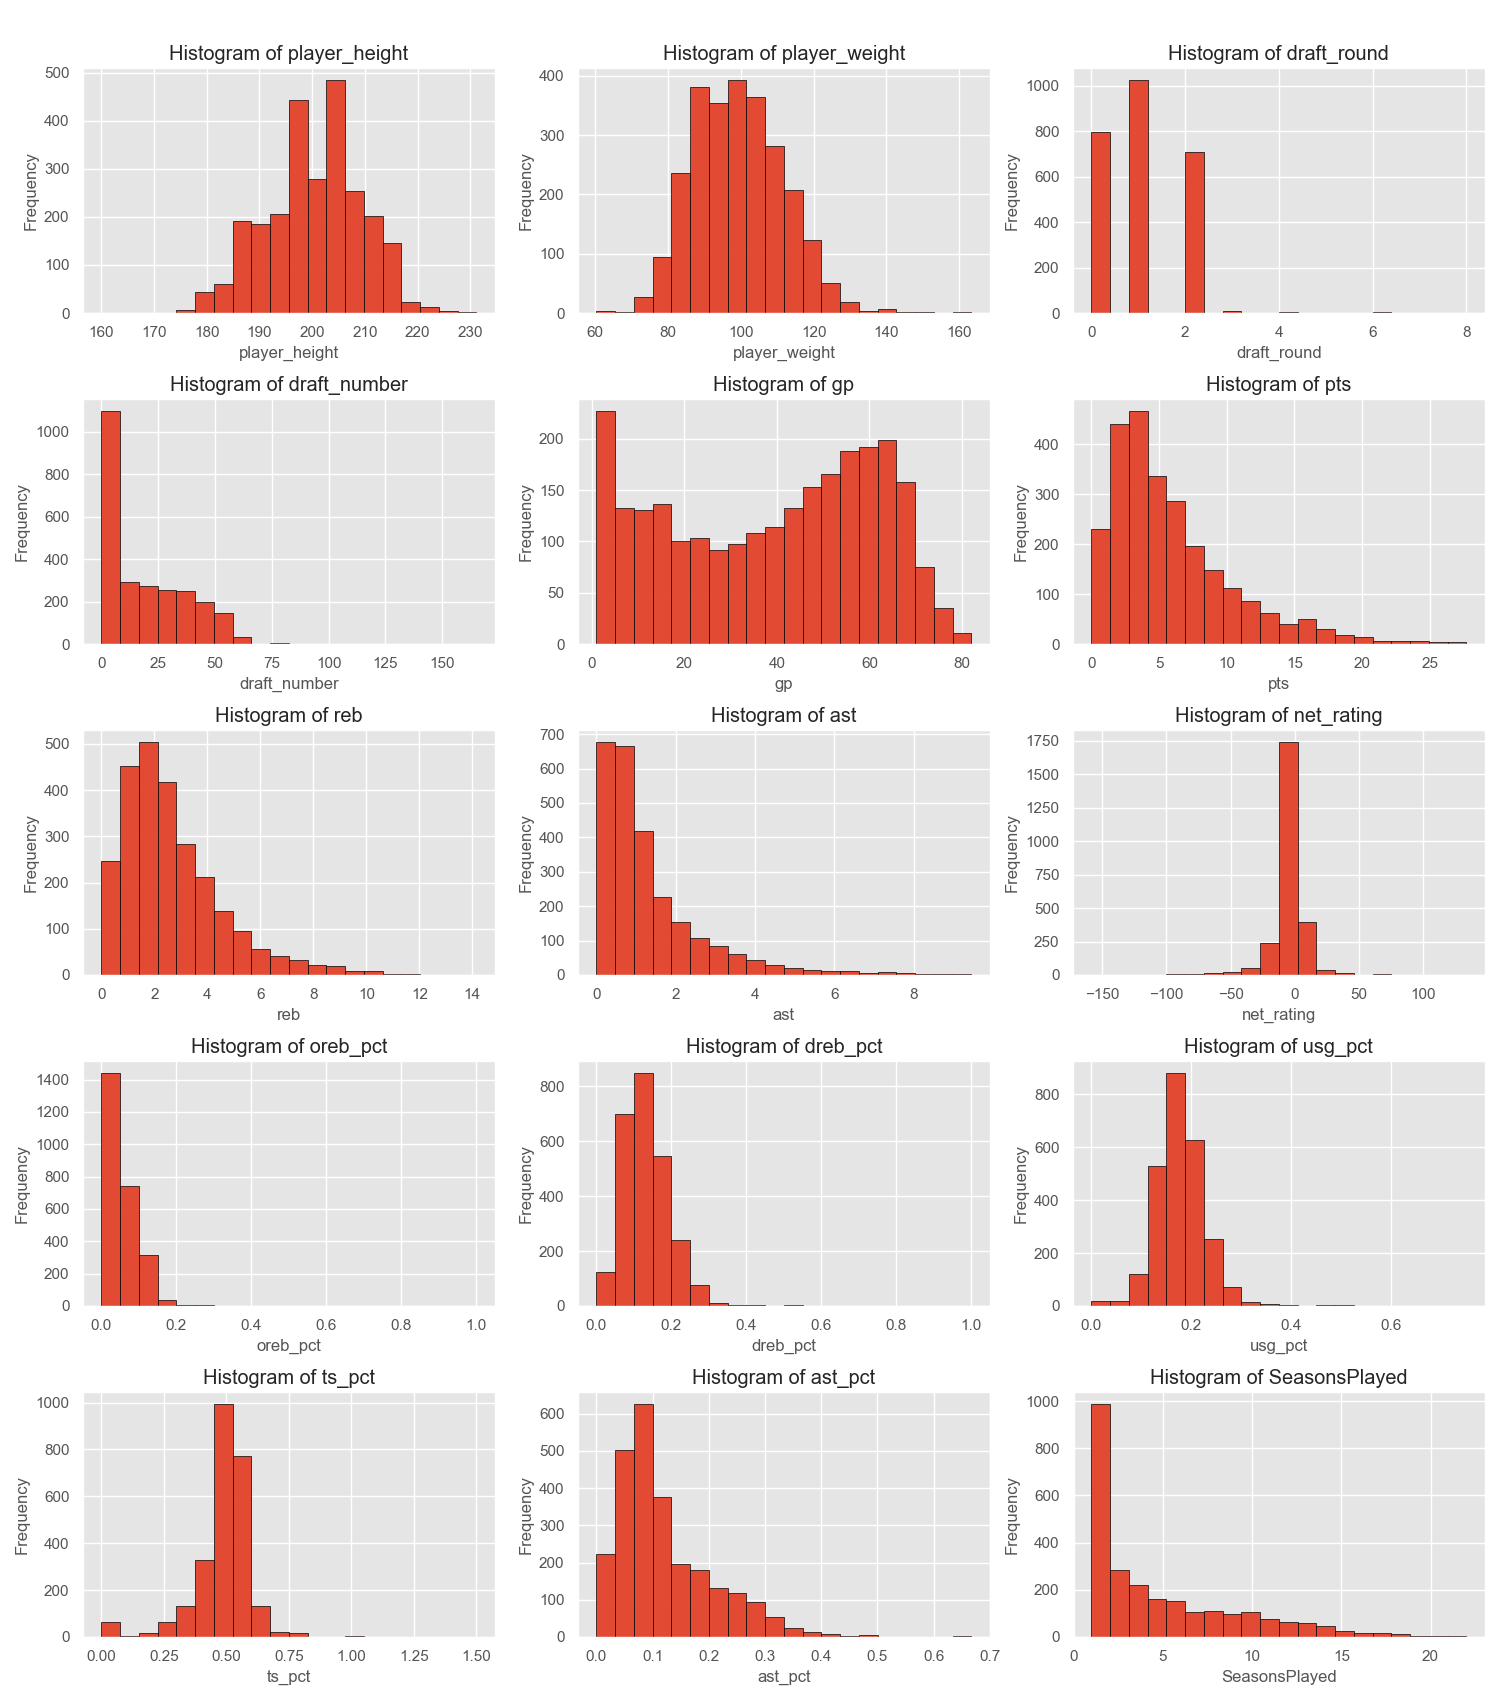 Histogram of player_height
Frequency
500
400
300
200
100
0
160 170 180 190 200 210 220 230
player_height
Histogram of player_weight
Frequency
400
300
200
100
0
60 80 100 120 140 160
player_weight
Histogram of draft_round
Frequency
1000
800
600
400
200
0
0 2 4 6 8
draft_round
Histogram of draft_number
Frequency
1000
800
600
400
200
0
0 25 50 75 100 125 150
draft_number
Histogram of gp
Frequency
200
150
100
50
0
0 20 40 60 80
gp
Histogram of pts
Frequency
400
300
200
100
0
0 5 10 15 20 25
pts
Histogram of reb
Frequency
500
400
300
200
100
0
0 2 4 6 8 10 12 14
reb
Histogram of ast
Frequency
700
600
500
400
300
200
100
0
0 2 4 6 8
ast
Histogram of net_rating
Frequency
1750
1500
1250
1000
750
500
250
0
−150 −100 −50 0 50 100
net_rating
Histogram of oreb_pct
Frequency
1400
1200
1000
800
600
400
200
0
0.0 0.2 0.4 0.6 0.8 1.0
oreb_pct
Histogram of dreb_pct
Frequency
800
600
400
200
0
0.0 0.2 0.4 0.6 0.8 1.0
dreb_pct
Histogram of usg_pct
Frequency
800
600
400
200
0
0.0 0.2 0.4 0.6
usg_pct
Histogram of ts_pct
Frequency
1000
800
600
400
200
0
0.00 0.25 0.50 0.75 1.00 1.25 1.50
ts_pct
Histogram of ast_pct
Frequency
600
500
400
300
200
100
0
0.0 0.1 0.2 0.3 0.4 0.5 0.6 0.7
ast_pct
Histogram of SeasonsPlayed
Frequency
1000
800
600
400
200
0
0 5 10 15 20
SeasonsPlayed